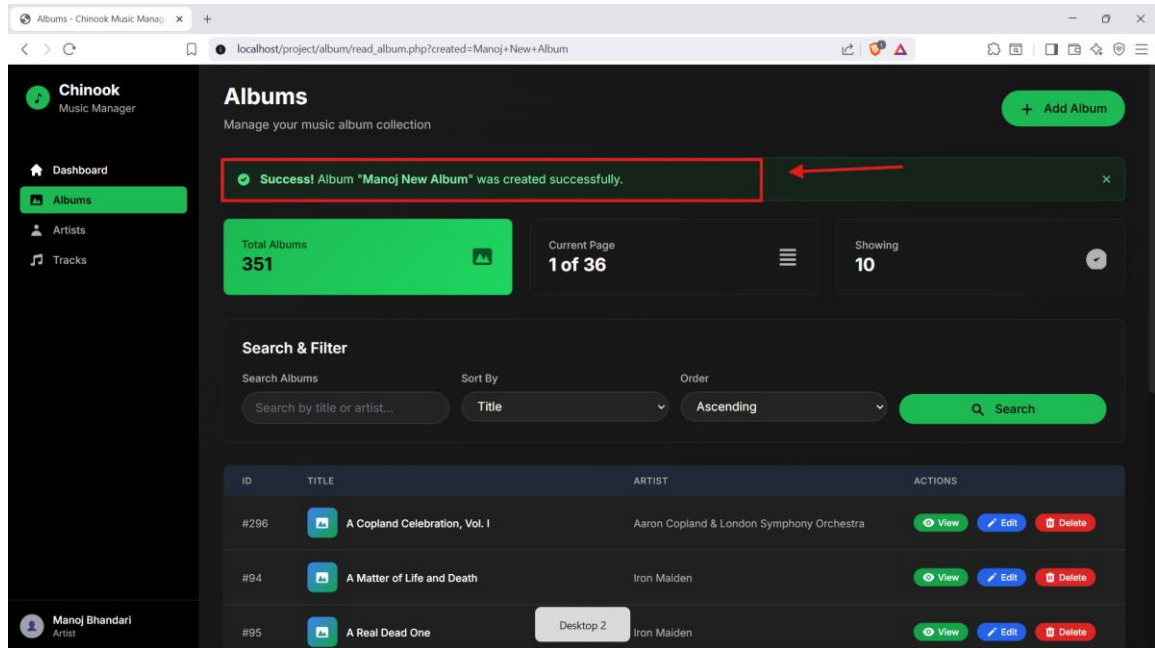 Albums - Chinook Music Manag
localhost/project/album/read_album.php?created=Manoj+New+Album
Chinook
Music Manager
Dashboard
Albums
Artists
Tracks
Manoj Bhandari
Artist
Albums
Manage your music album collection
+ Add Album
Success! Album "Manoj New Album" was created successfully.
Total Albums
351
Current Page
1 of 36
Showing
10
Search & Filter
Search Albums
Sort By
Order
Search by title or artist...
Title
Ascending
Search
ID TITLE ARTIST ACTIONS
#296 A Copland Celebration, Vol. I Aaron Copland & London Symphony Orchestra View Edit Delete
#94 A Matter of Life and Death Iron Maiden View Edit Delete
#95 A Real Dead One Iron Maiden View Edit Delete
Desktop 2